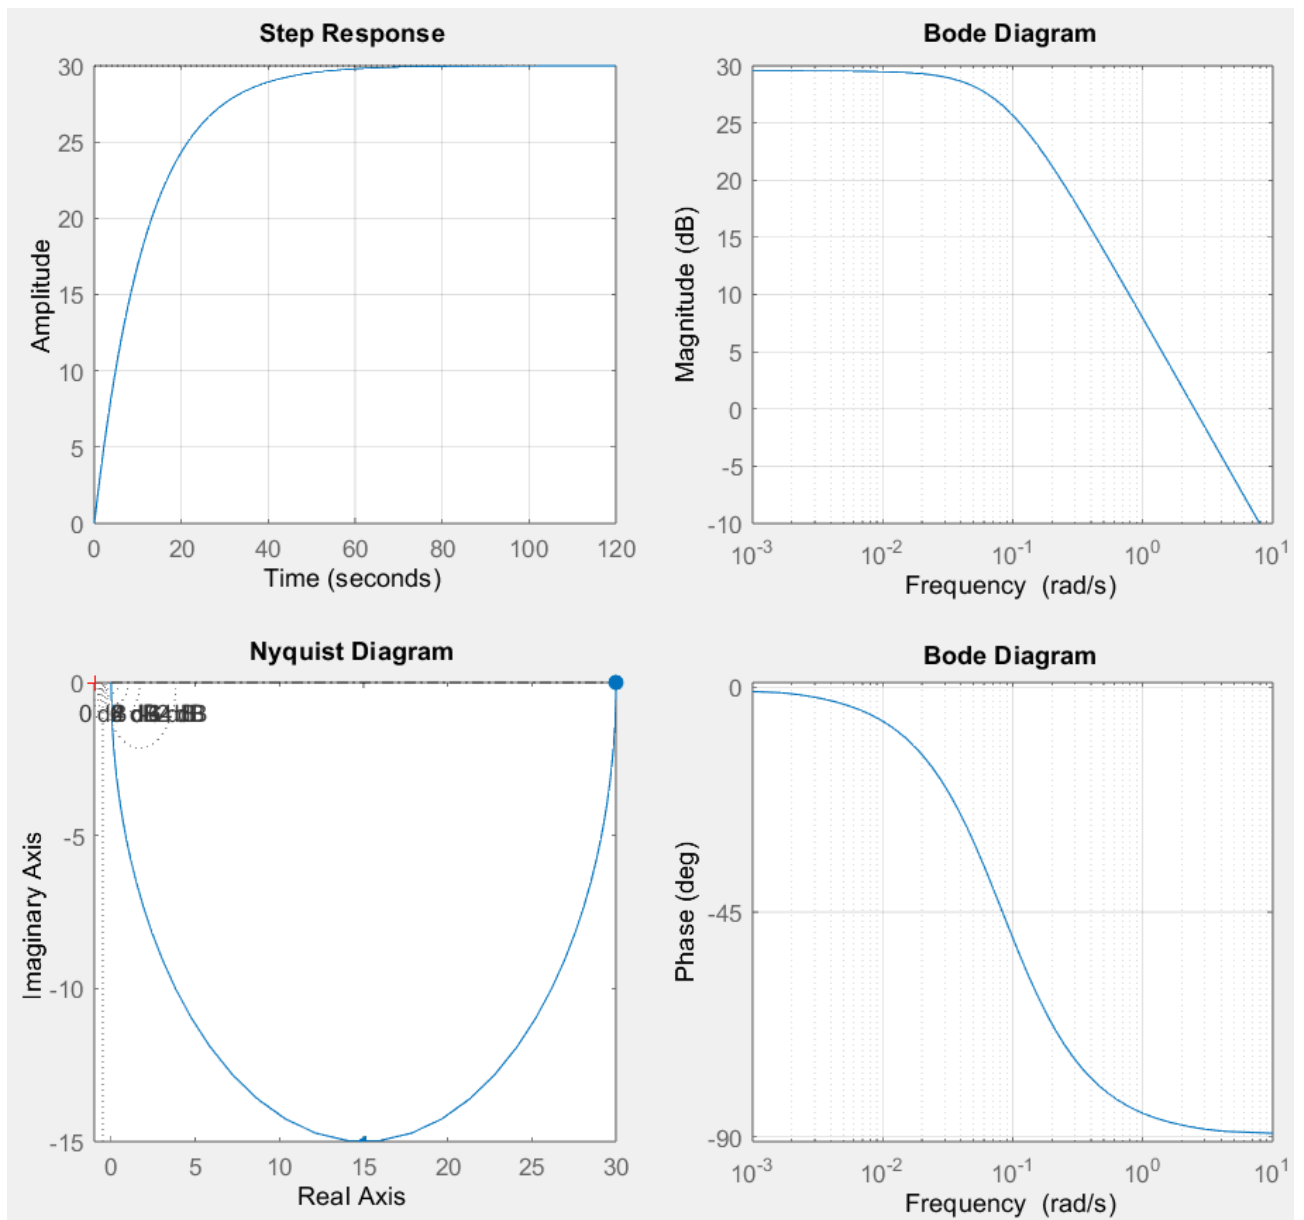 Step Response
30
25
20
15
10
5
0
Amplitude
0 20 40 60 80 100 120
Time (seconds)
Bode Diagram
30
25
20
15
10
5
0
-5
-10
Magnitude (dB)
10-3 10-2 10-1 100 101
Frequency (rad/s)
Nyquist Diagram
0
-5
-10
-15
Imaginary Axis
0 5 10 15 20 25 30
Real Axis
Bode Diagram
0
-45
-90
Phase (deg)
10-3 10-2 10-1 100 101
Frequency (rad/s)